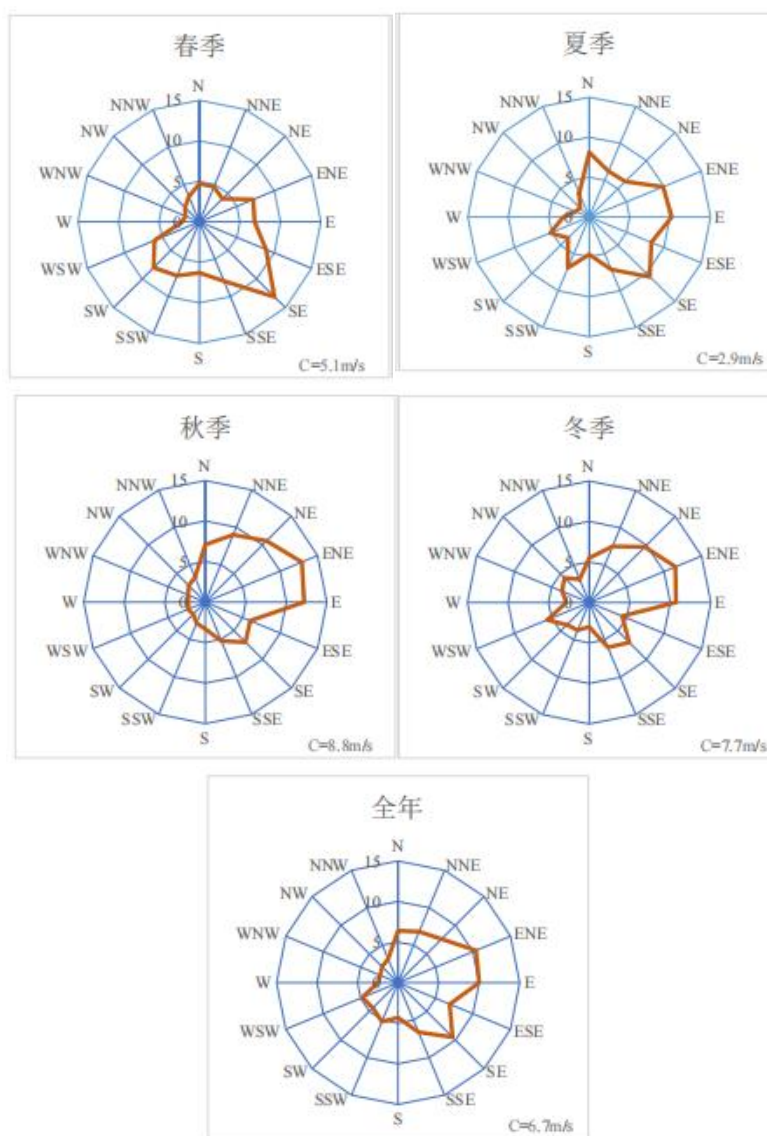 春季
N
NNW 15 NNE
NW NE
10
WNW ENE
5
W 0 E
WSW ESE
SW SE
SSW SSE
S
C=5.1m/s
夏季
N
NNW 15 NNE
NW NE
10
WNW ENE
5
W 0 E
WSW ESE
SW SE
SSW SSE
S
C=2.9m/s
秋季
N
NNW 15 NNE
NW NE
10
WNW ENE
5
W 0 E
WSW ESE
SW SE
SSW SSE
S
C=8.8m/s
冬季
N
NNW 15 NNE
NW NE
10
WNW ENE
5
W 0 E
WSW ESE
SW SE
SSW SSE
S
C=7.7m/s
全年
N
NNW 15 NNE
NW NE
10
WNW ENE
5
W 0 E
WSW ESE
SW SE
SSW SSE
S
C=6.7m/s